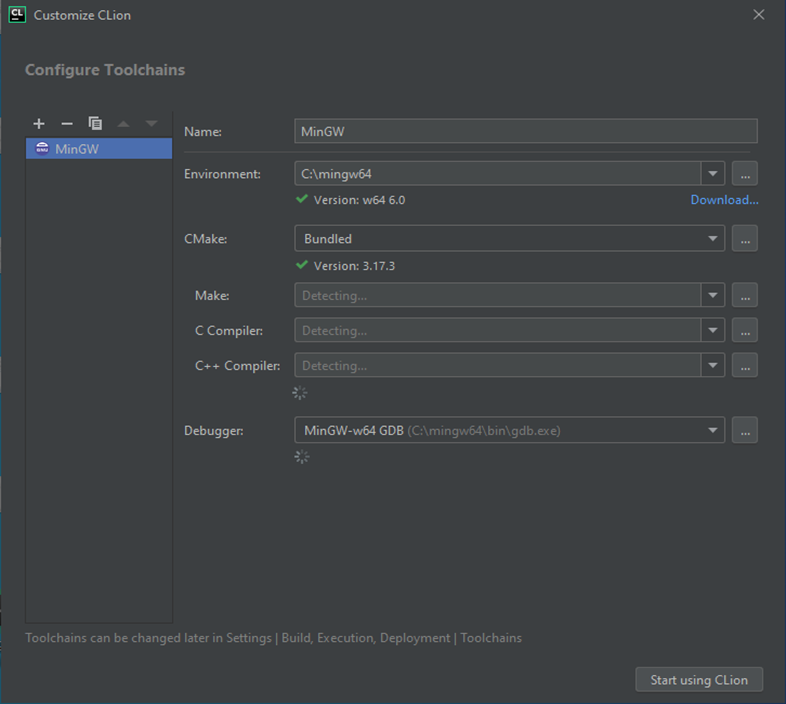 CL Customize CLion
Configure Toolchains
MinGW
Name: MinGW
Environment: C:\mingw64 ...
Version: w64 6.0 Download...
CMake: Bundled ...
Version: 3.17.3
Make: Detecting... ...
C Compiler: Detecting... ...
C++ Compiler: Detecting... ...
Debugger: MinGW-w64 GDB (C:\mingw64\bin\gdb.exe) ...
Toolchains can be changed later in Settings | Build, Execution, Deployment | Toolchains
Start using CLion